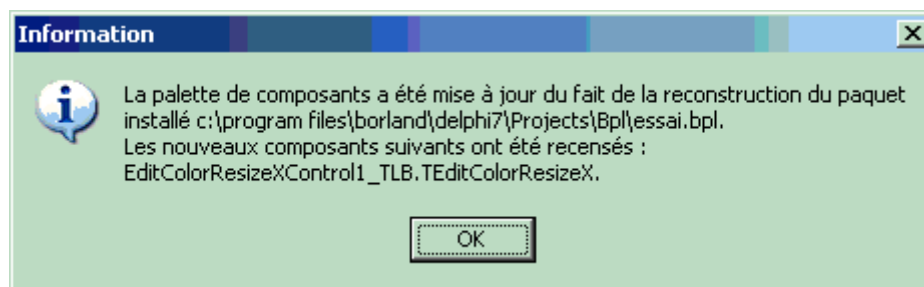 Information
La palette de composants a été mise à jour du fait de la reconstruction du paquet
installé c:\program files\borland\delphi7\Projects\Bpl\essai.bpl.
Les nouveaux composants suivants ont été recensés :
EditColorResizeXControl1_TLB.TEditColorResizeX.
OK